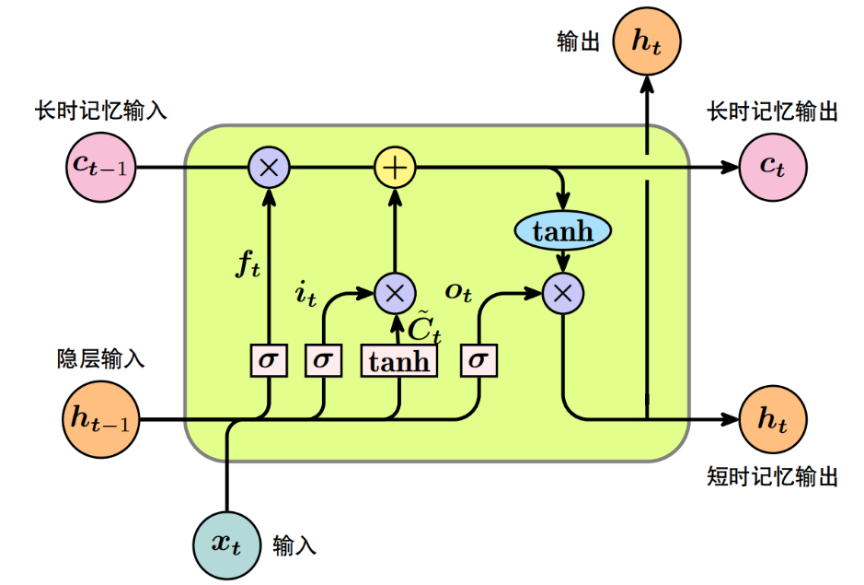 输出
h_t
长时记忆输入
长时记忆输出
c_{t-1}
×
+
c_t
tanh
f_t
i_t
×
o_t
×
C̃_t
隐层输入
σ
σ
tanh
σ
h_{t-1}
h_t
短时记忆输出
x_t
输入